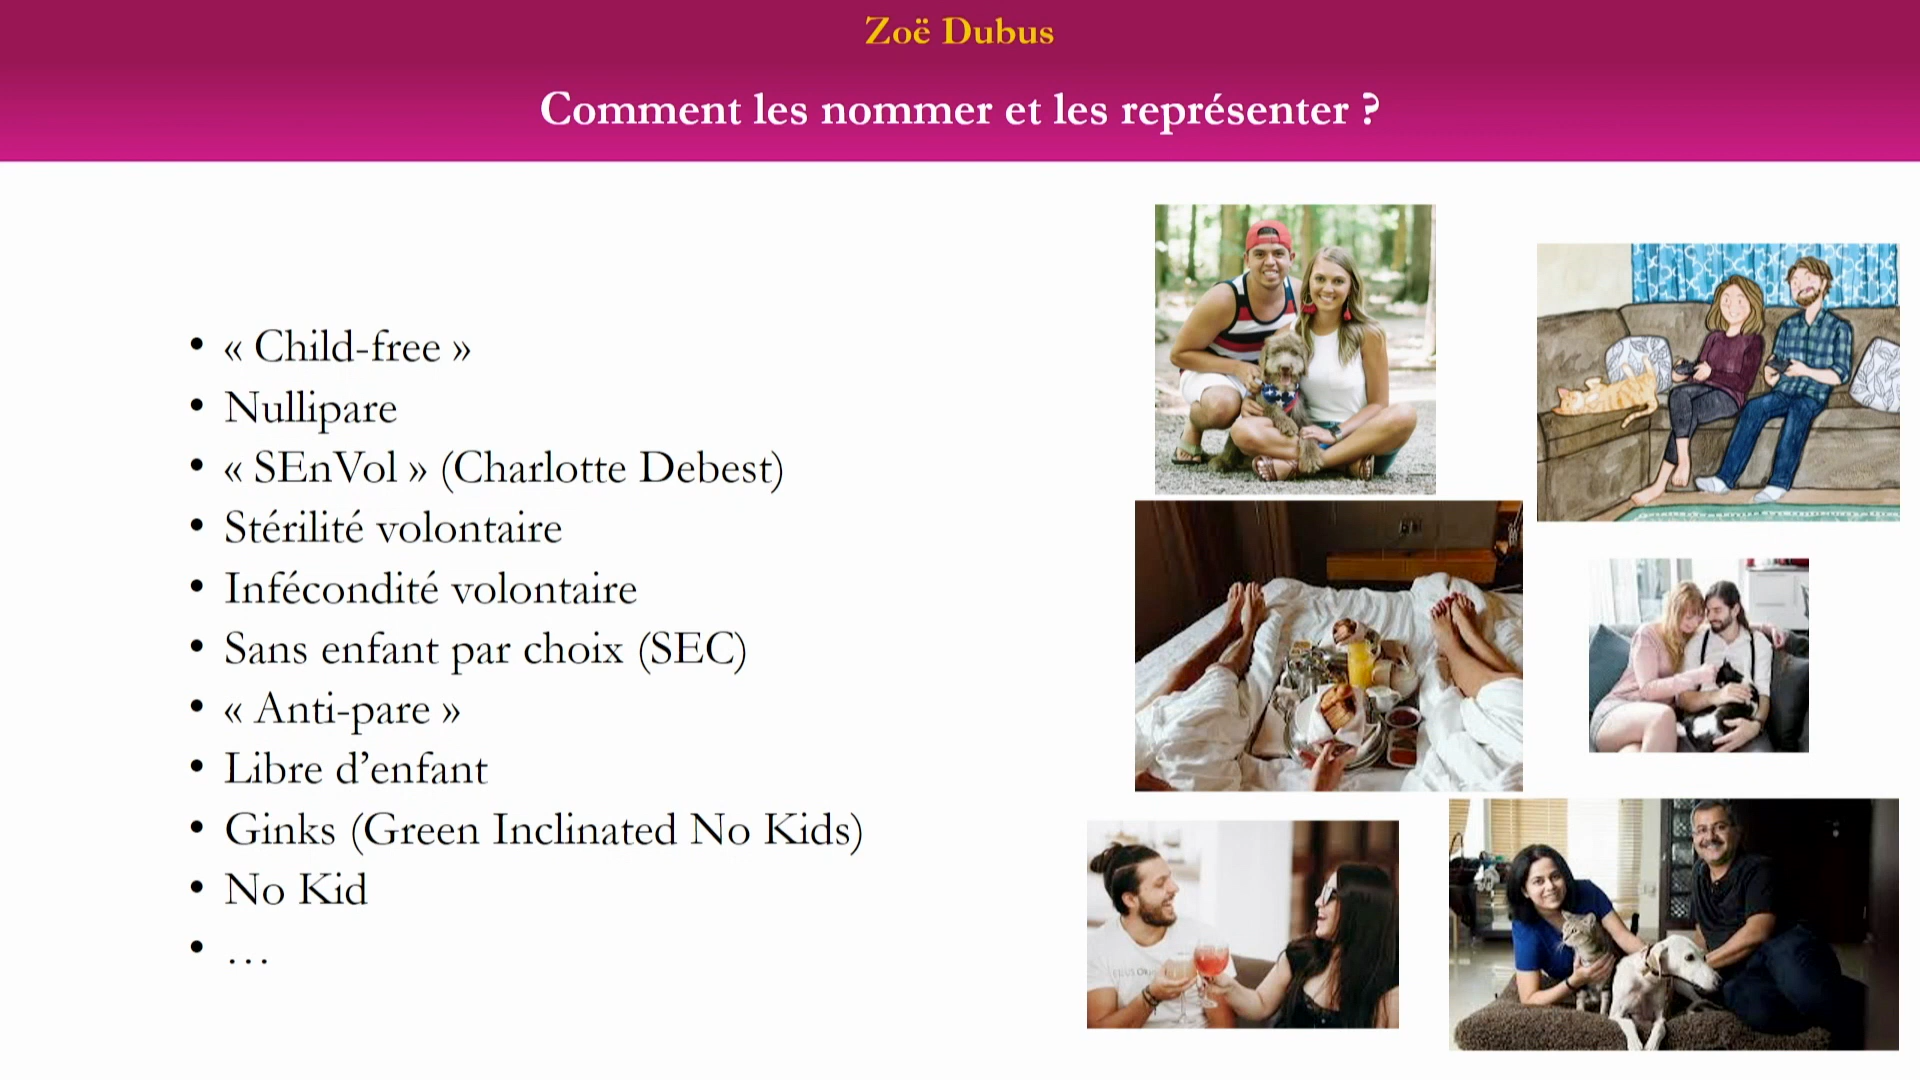 Zoë Dubus
Comment les nommer et les représenter ?
• « Child-free »
• Nullipare
• « SEnVol » (Charlotte Debest)
• Stérilité volontaire
• Infécondité volontaire
• Sans enfant par choix (SEC)
• « Anti-pare »
• Libre d’enfant
• Ginks (Green Inclinated No Kids)
• No Kid
• …